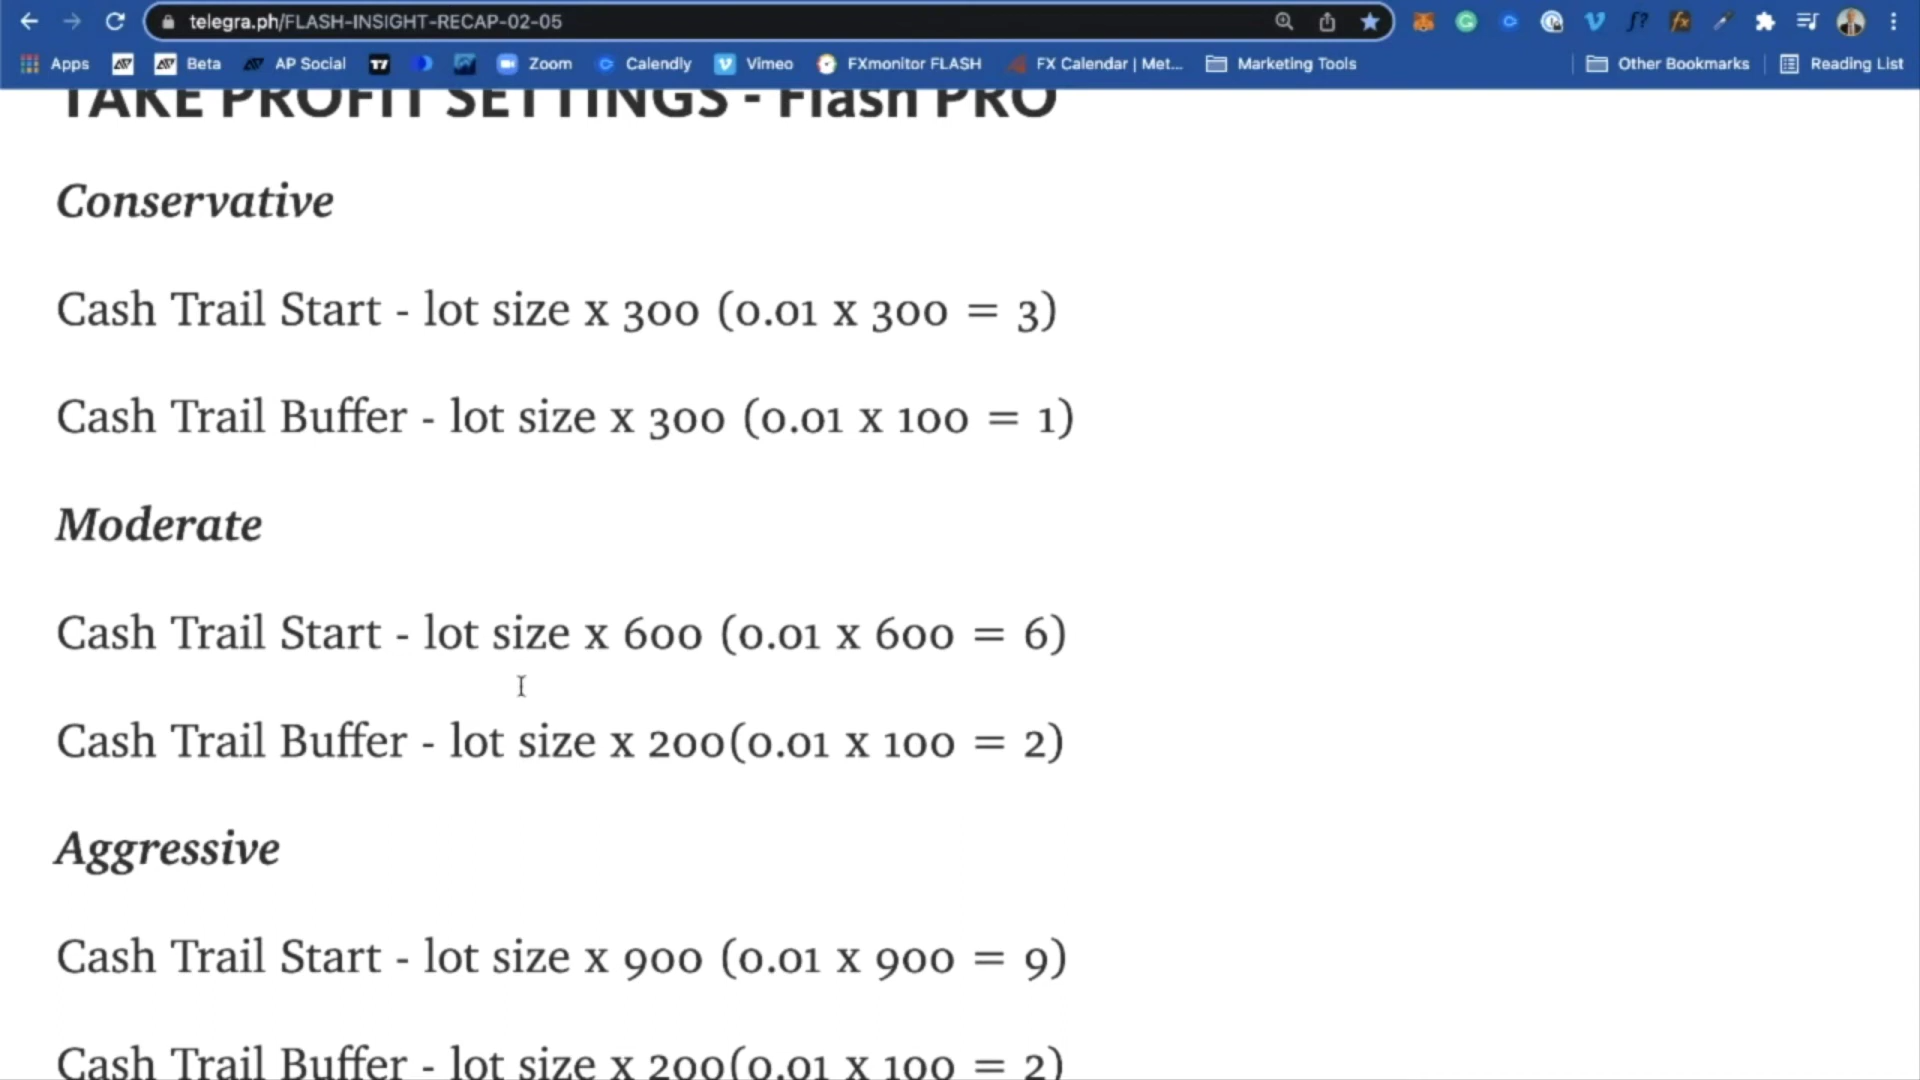 telegra.ph/FLASH-INSIGHT-RECAP-02-05
Apps Beta AP Social Zoom Calendly Vimeo FXmonitor FLASH FX Calendar | Met... Marketing Tools Other Bookmarks Reading List
TAKE PROFIT SETTINGS - Flash PRO
Conservative
Cash Trail Start - lot size x 300 (0.01 x 300 = 3)
Cash Trail Buffer - lot size x 300 (0.01 x 100 = 1)
Moderate
Cash Trail Start - lot size x 600 (0.01 x 600 = 6)
Cash Trail Buffer - lot size x 200(0.01 x 100 = 2)
Aggressive
Cash Trail Start - lot size x 900 (0.01 x 900 = 9)
Cash Trail Buffer - lot size x 200(0.01 x 100 = 2)